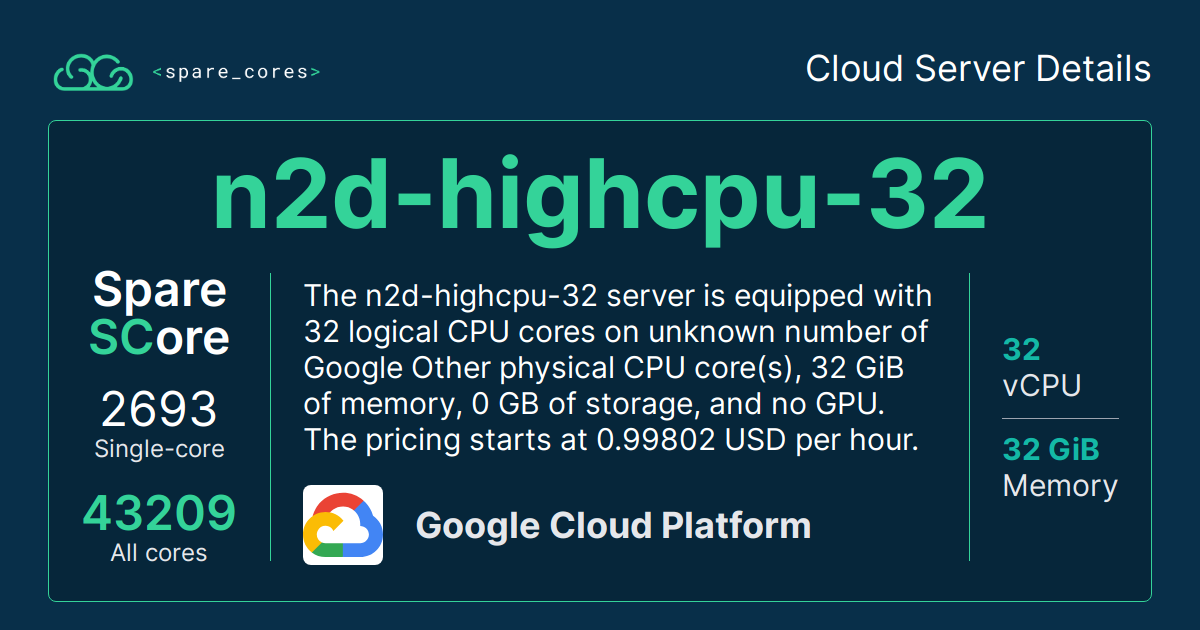 <spare_cores>
Cloud Server Details
n2d-highcpu-32
Spare
SCore
2693
Single-core
43209
All cores
The n2d-highcpu-32 server is equipped with
32 logical CPU cores on unknown number of
Google Other physical CPU core(s), 32 GiB
of memory, 0 GB of storage, and no GPU.
The pricing starts at 0.99802 USD per hour.
Google Cloud Platform
32
vCPU
32 GiB
Memory